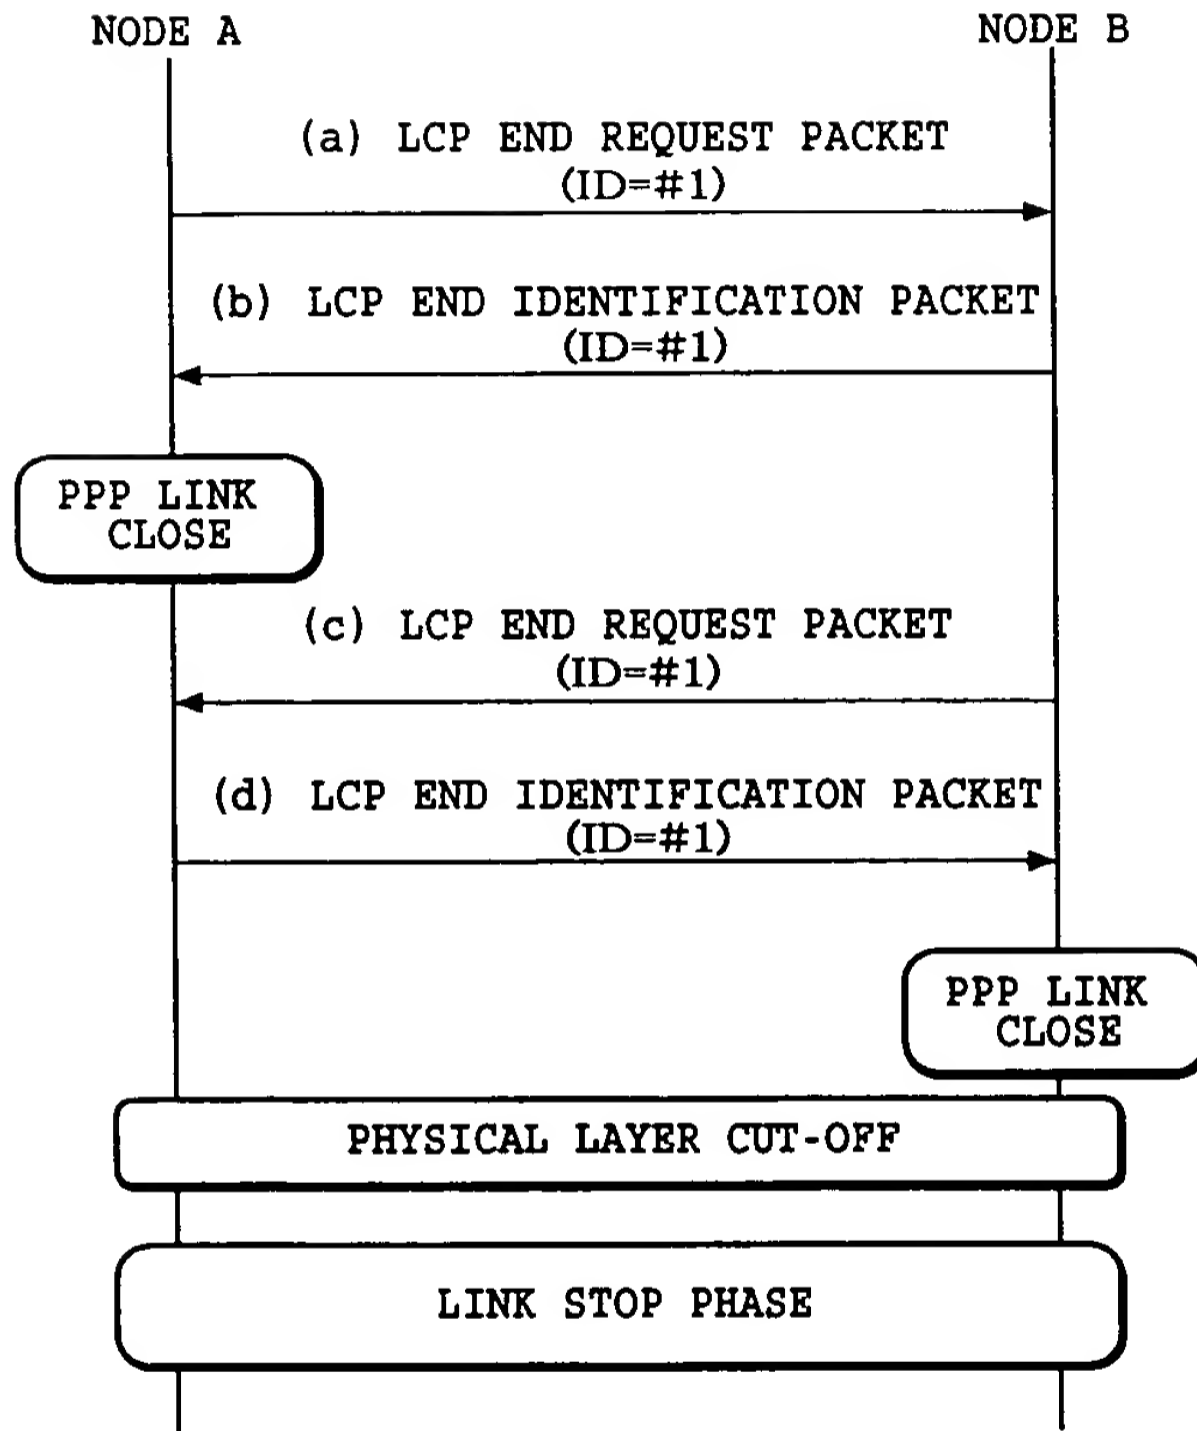 NODE A
NODE B
(a) LCP END REQUEST PACKET
(ID=#1)
(b) LCP END IDENTIFICATION PACKET
(ID=#1)
PPP LINK
CLOSE
(c) LCP END REQUEST PACKET
(ID=#1)
(d) LCP END IDENTIFICATION PACKET
(ID=#1)
PPP LINK
CLOSE
PHYSICAL LAYER CUT-OFF
LINK STOP PHASE